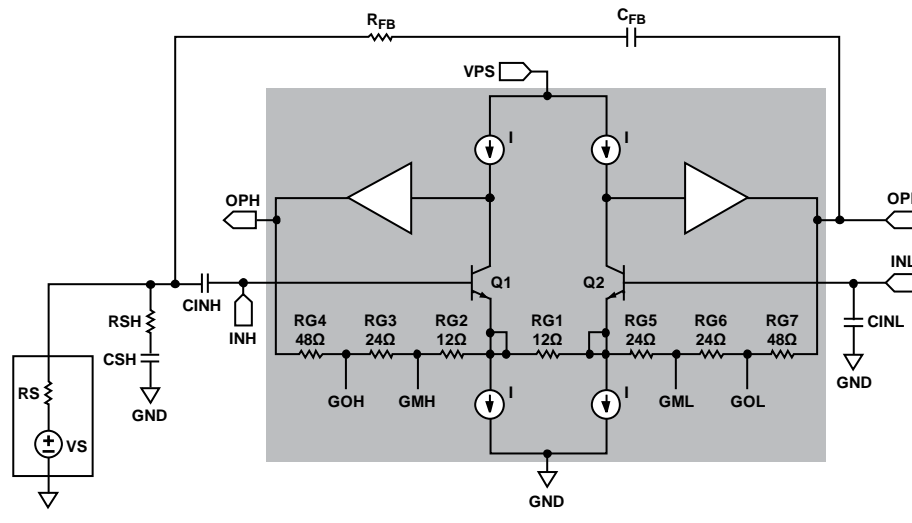 RFB
CFB
VPS
I
I
OPH
OPL
INL
CINH
Q1
Q2
RSH
INH
CSH
GND
RG4
48Ω
RG3
24Ω
RG2
12Ω
RG1
12Ω
RG5
24Ω
RG6
24Ω
RG7
48Ω
CINL
GND
RS
VS
GOH
GMH
I
I
GML
GOL
GND